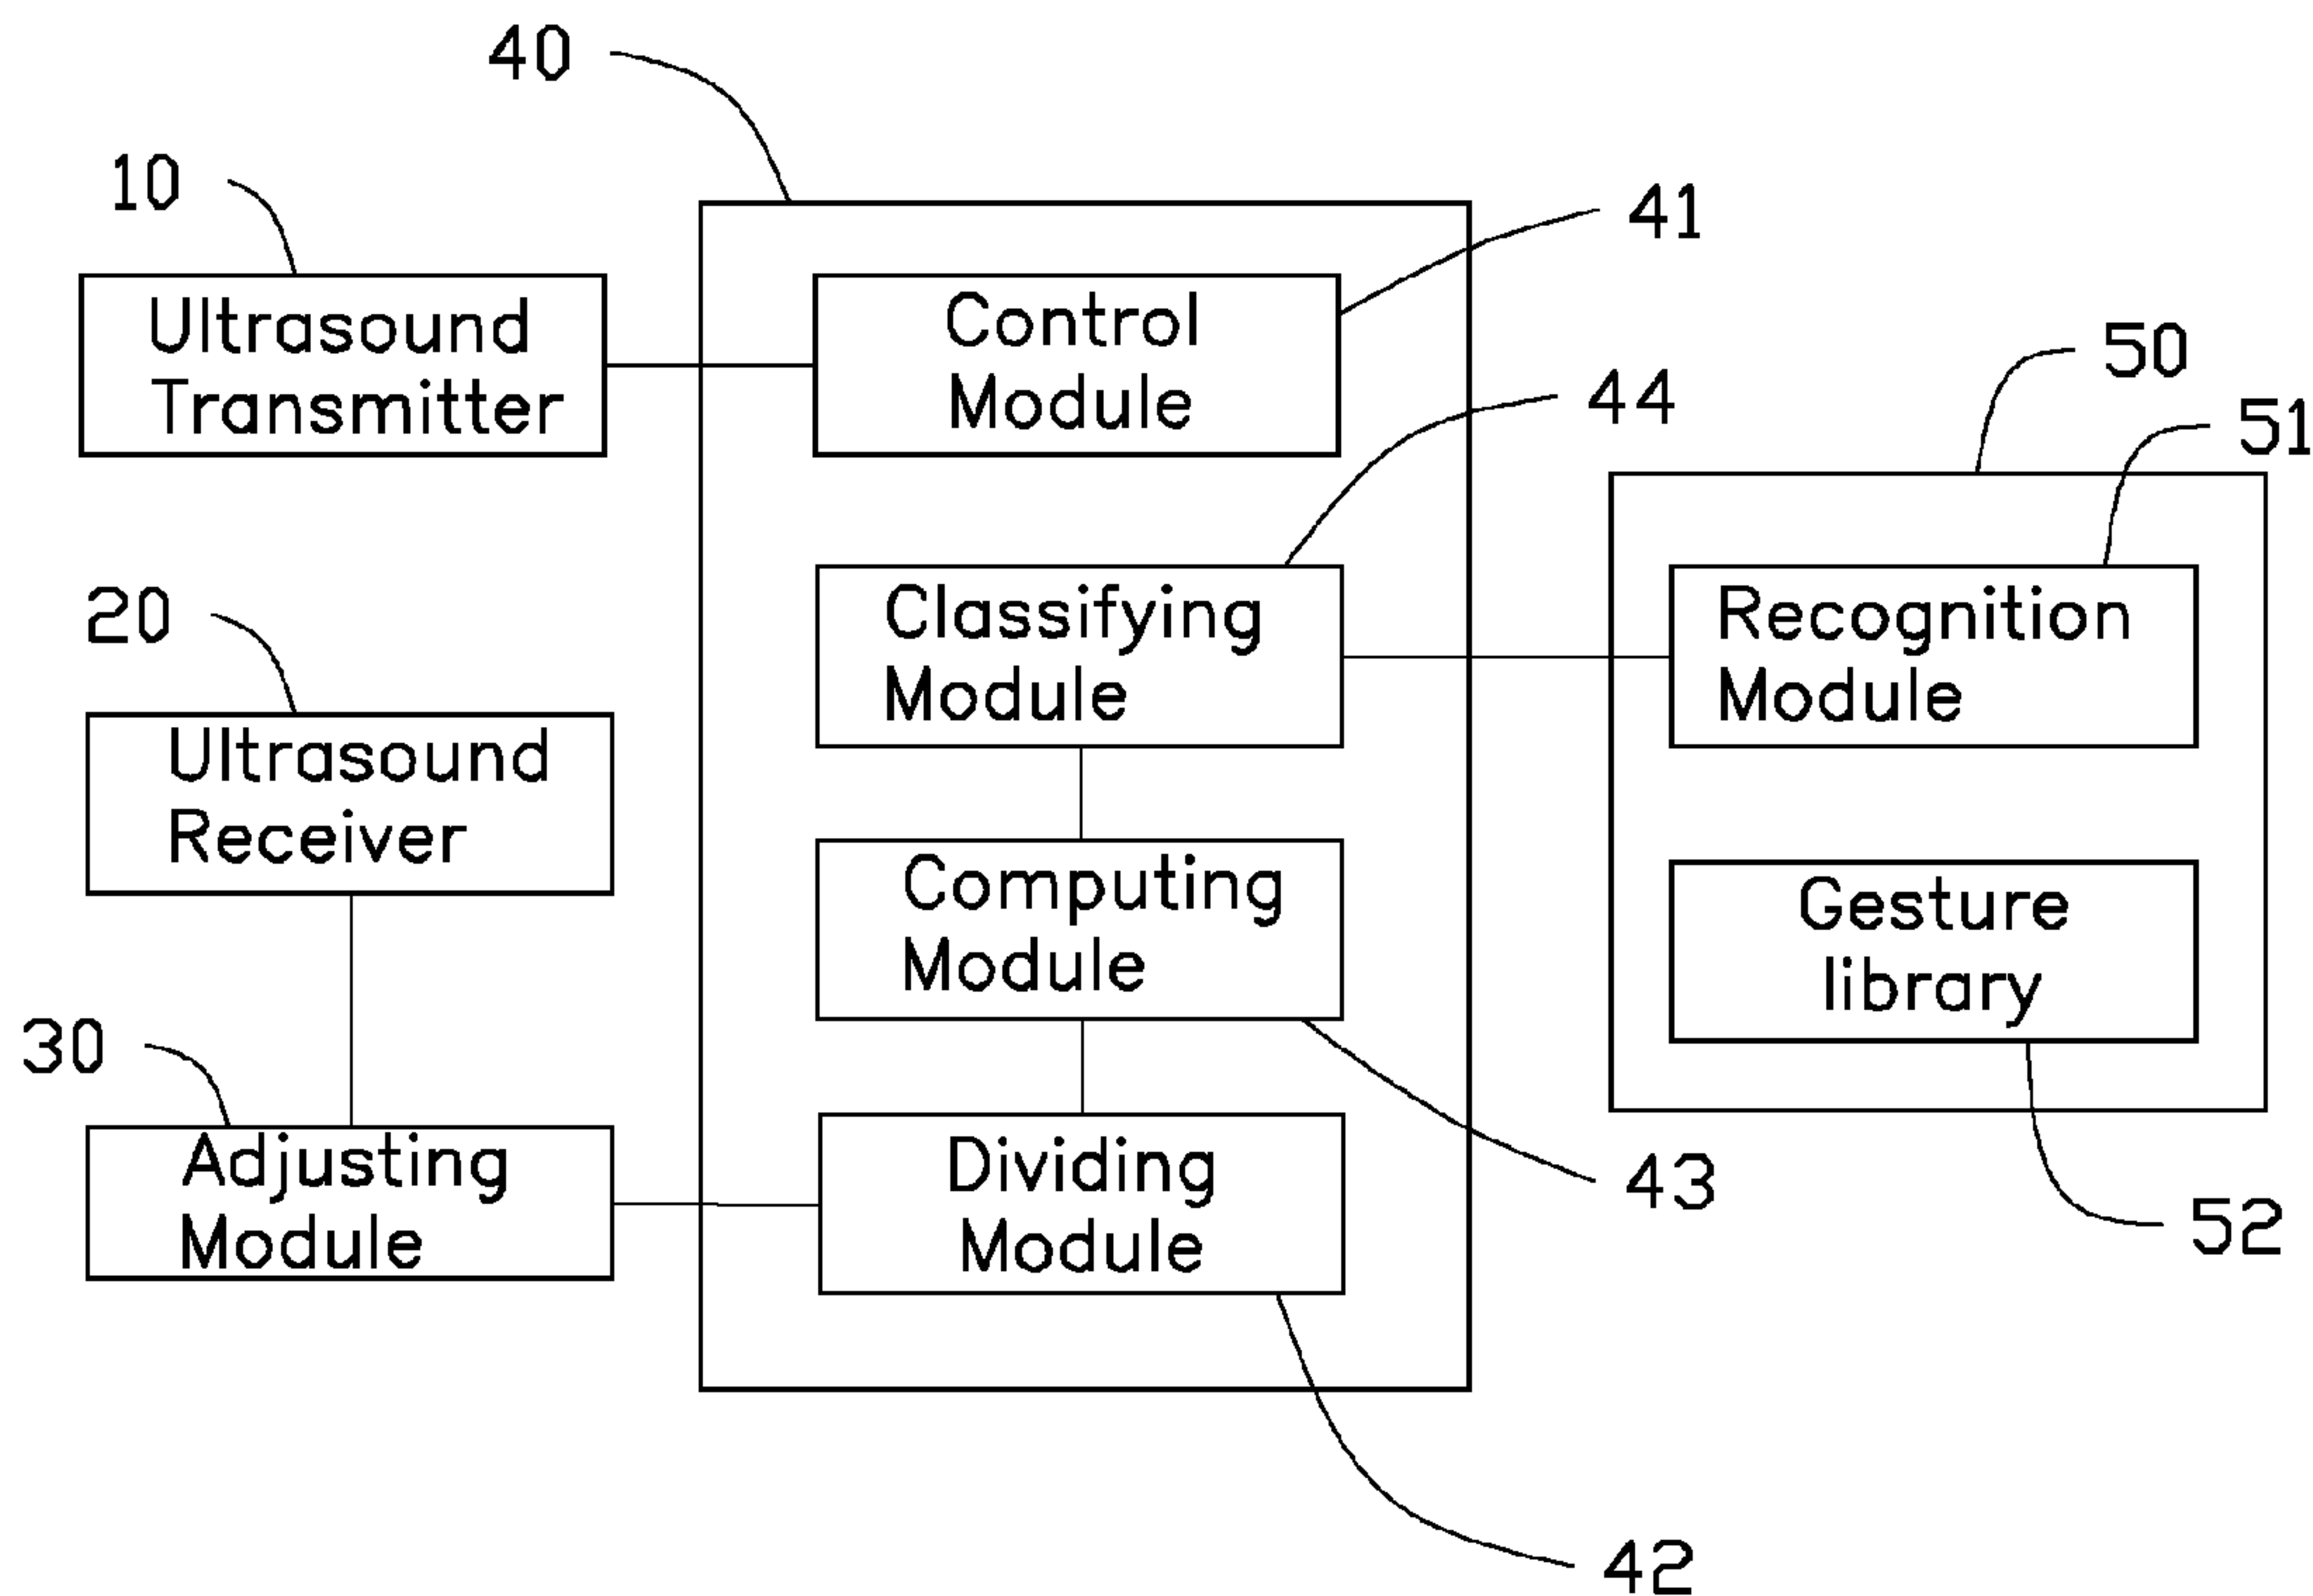 40
10
41
Ultrasound
Transmitter
Control
Module
50
44
51
20
Classifying
Module
Recognition
Module
Ultrasound
Receiver
Computing
Module
Gesture
library
30
Adjusting
Module
Dividing
Module
43
52
42